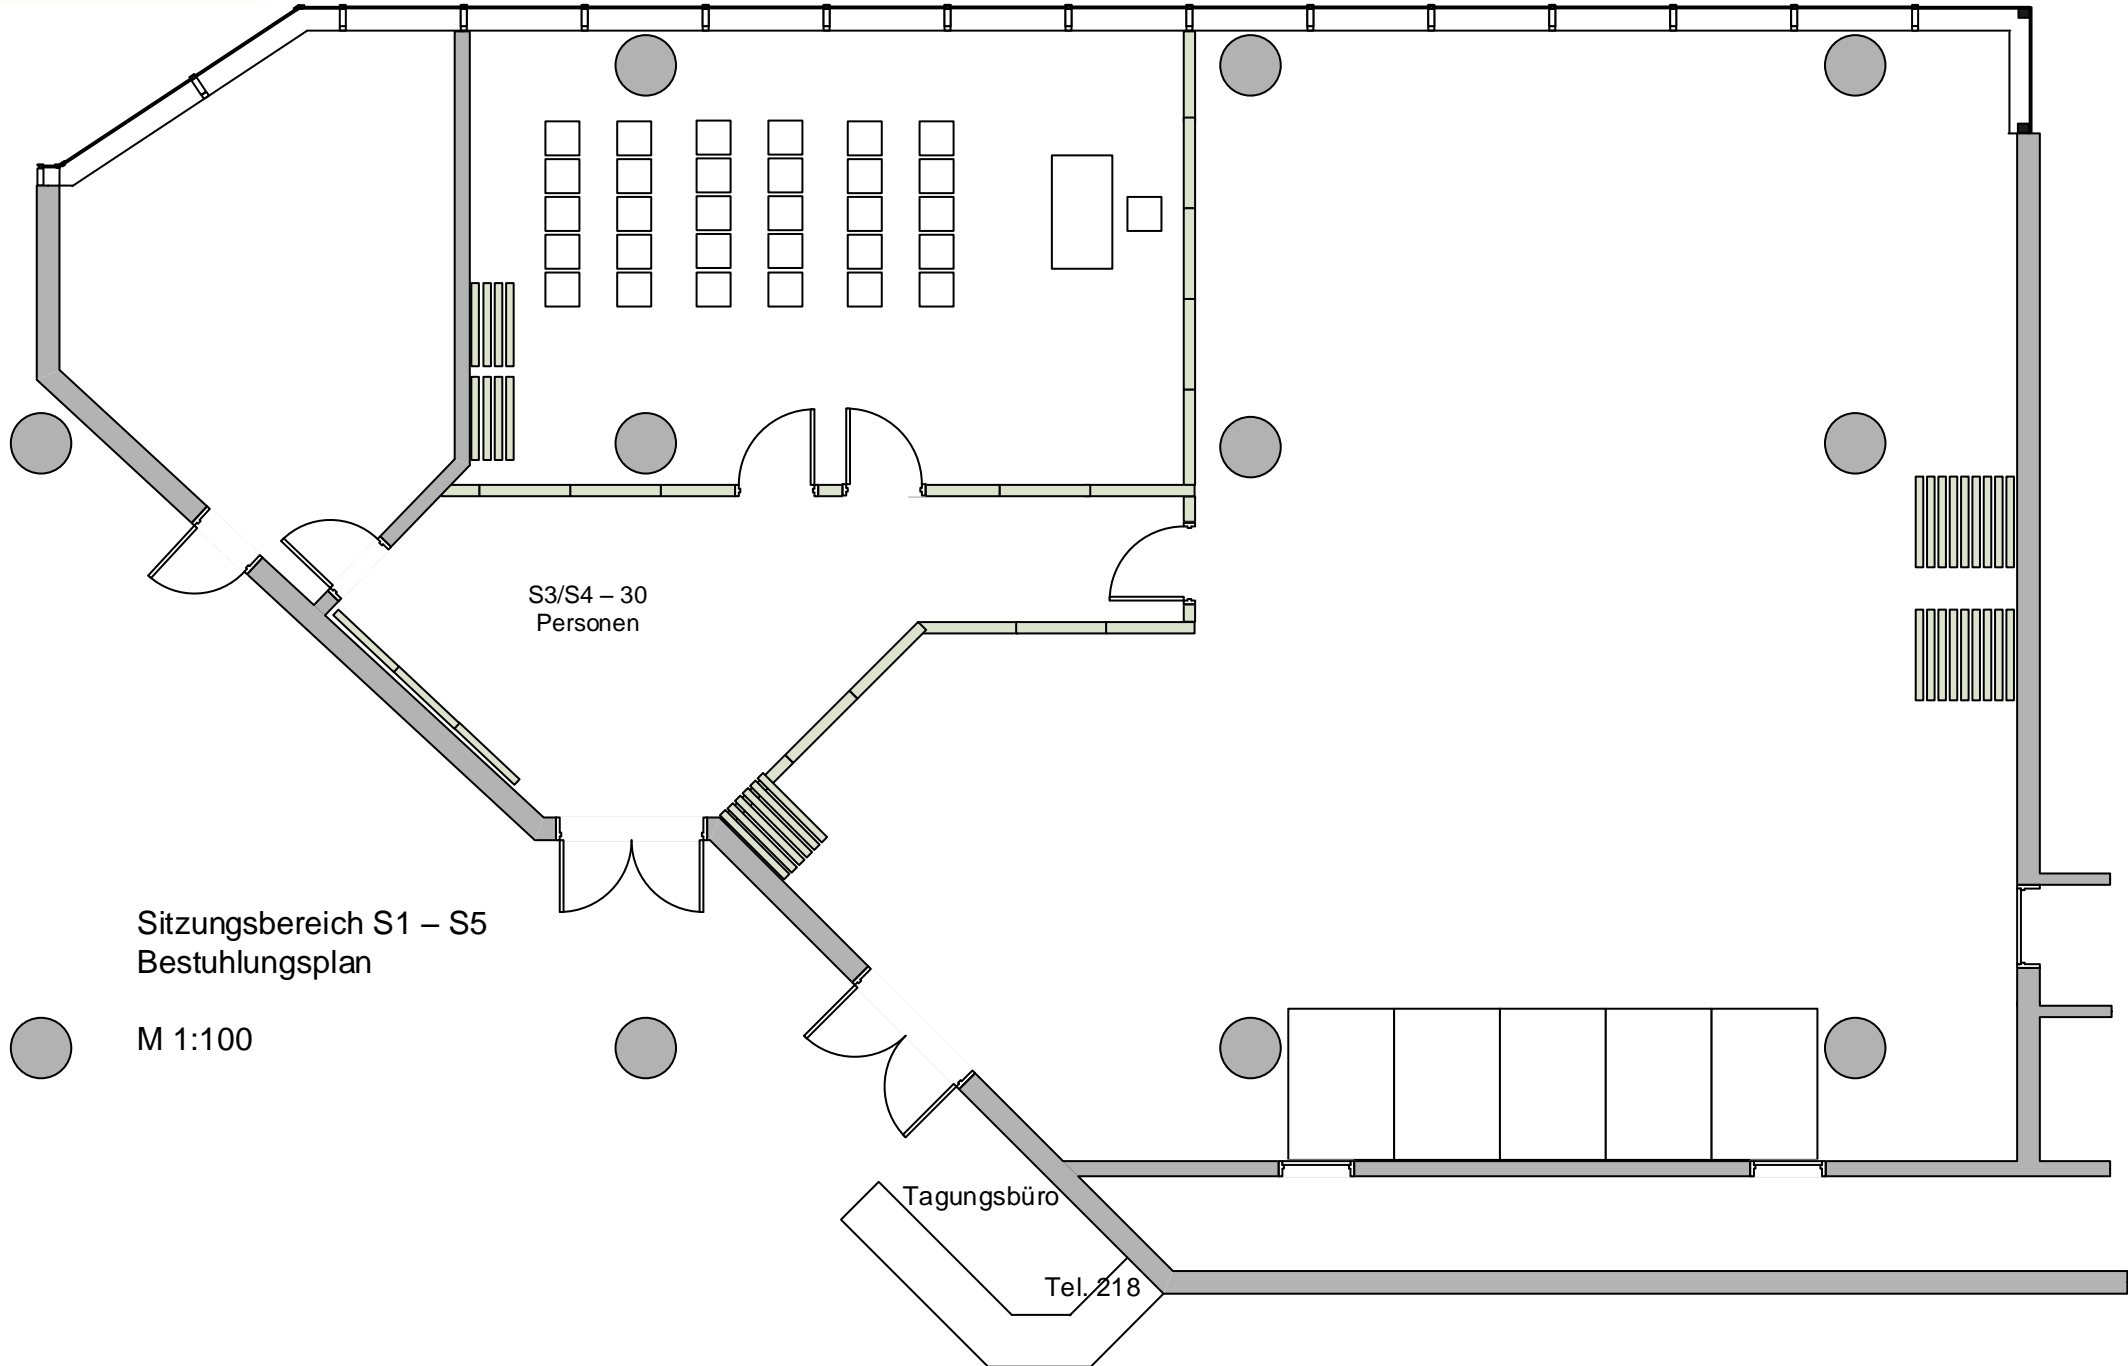 S3/S4 – 30
Personen
Sitzungsbereich S1 – S5
Bestuhlungsplan
M 1:100
Tagungsbüro
Tel. 218